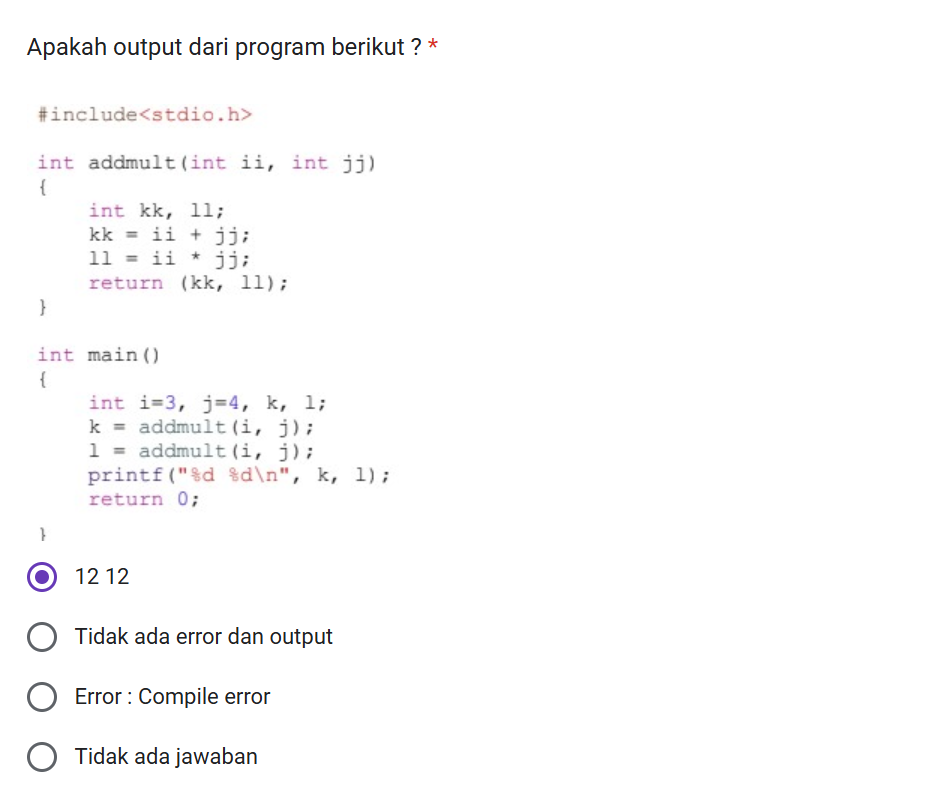 Apakah output dari program berikut ? *
#include<stdio.h>
int addmult(int ii, int jj)
{
int kk, ll;
kk = ii + jj;
ll = ii * jj;
return (kk, ll);
}
int main()
{
int i=3, j=4, k, l;
k = addmult(i, j);
l = addmult(i, j);
printf("%d %d\n", k, l);
return 0;
}
12 12
Tidak ada error dan output
Error : Compile error
Tidak ada jawaban